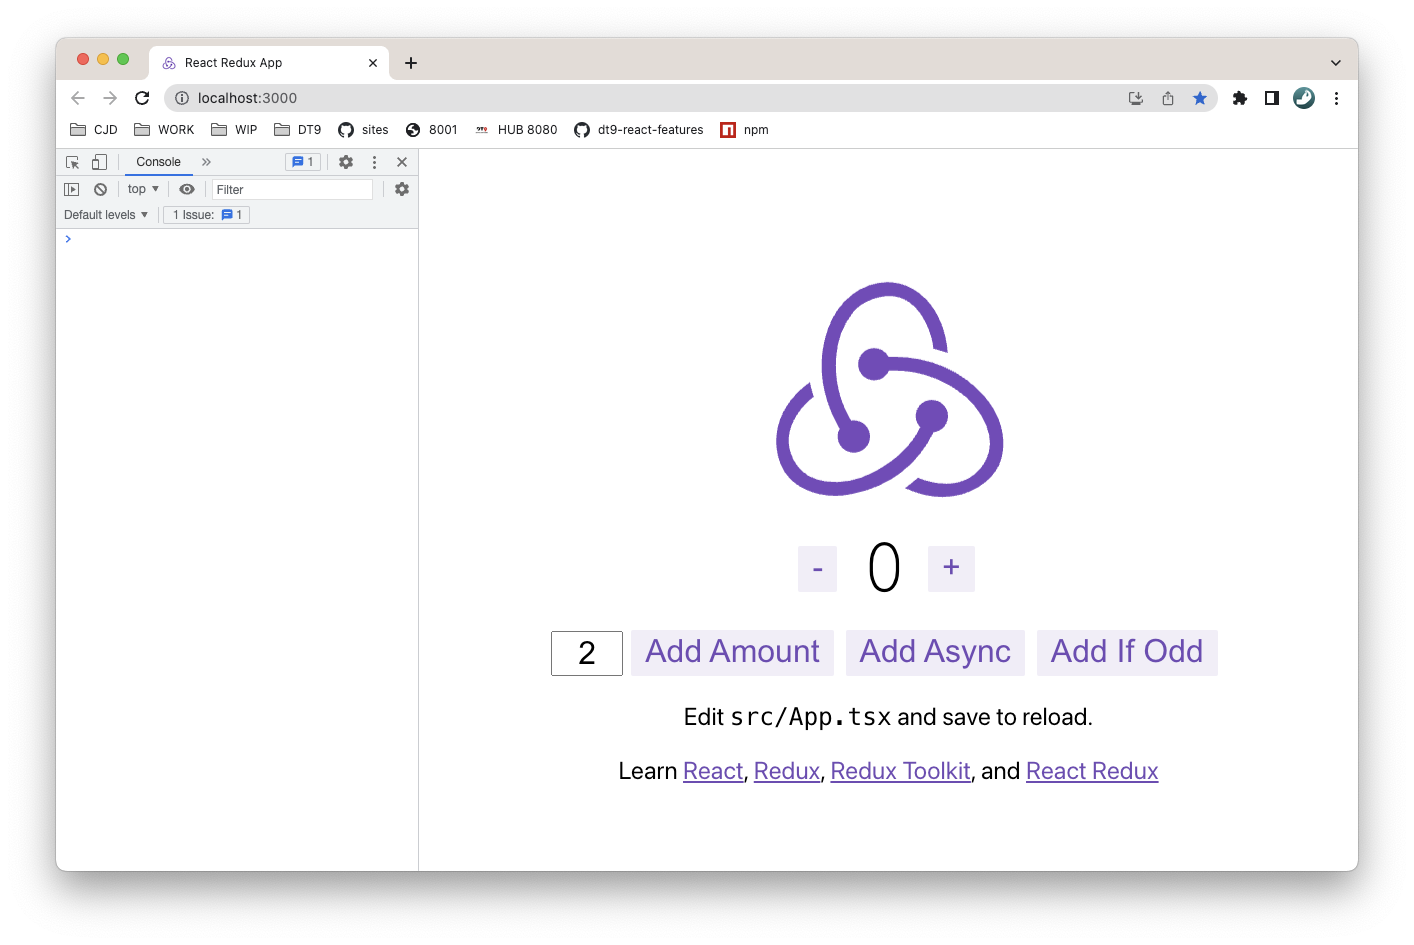 React Redux App
localhost:3000
CJD WORK WIP DT9 sites 8001 HUB 8080 dt9-react-features npm
Console 1
top Filter
Default levels 1 Issue: 1
- 0 +
2 Add Amount Add Async Add If Odd
Edit src/App.tsx and save to reload.
Learn React, Redux, Redux Toolkit, and React Redux